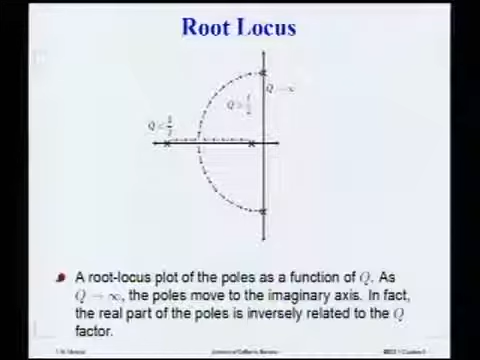 Root Locus
Q → ∞
Q > 1/2
Q < 1/2
A root-locus plot of the poles as a function of Q. As
Q → ∞, the poles move to the imaginary axis. In fact,
the real part of the poles is inversely related to the Q
factor.